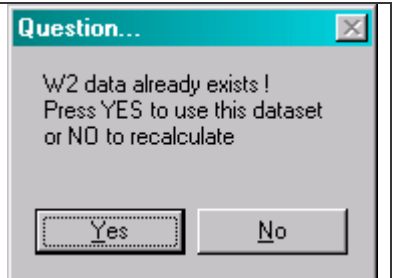 Question...
W2 data already exists !
Press YES to use this dataset
or NO to recalculate
Yes
No